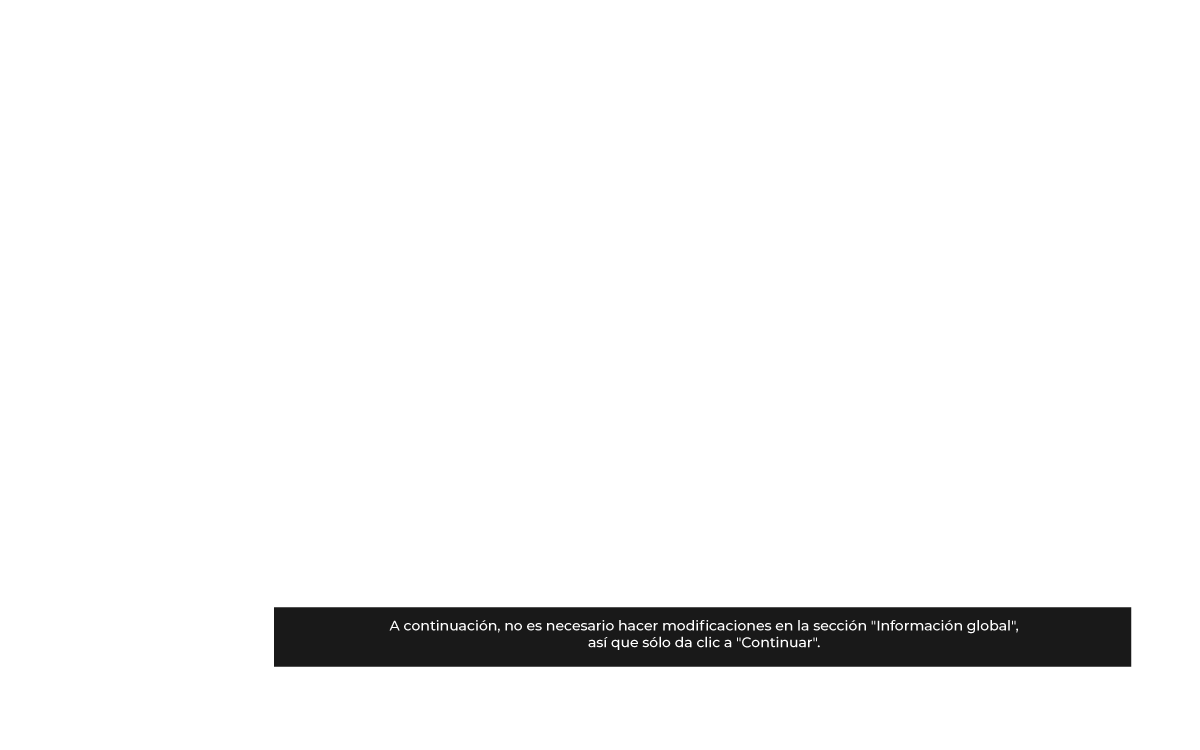 A continuación, no es necesario hacer modificaciones en la sección "Información global",
así que sólo da clic a "Continuar".